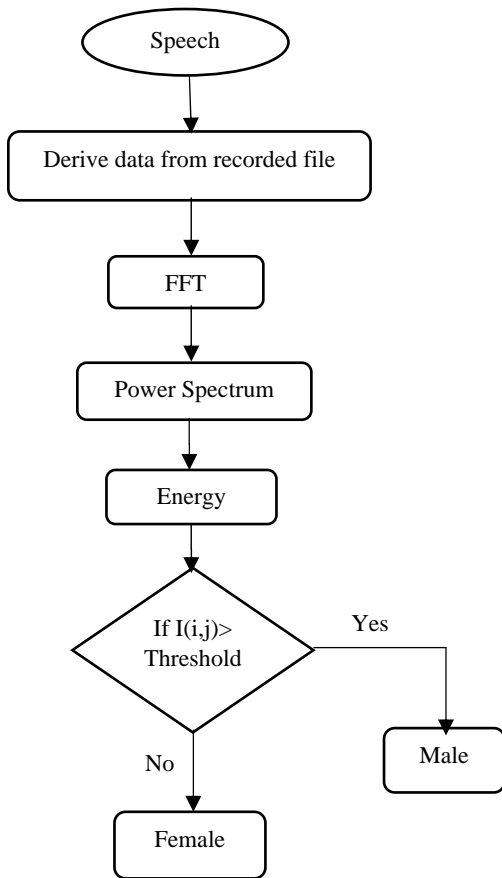 Speech
Derive data from recorded file
FFT
Power Spectrum
Energy
If I(i,j)>
Threshold
Yes
Male
No
Female